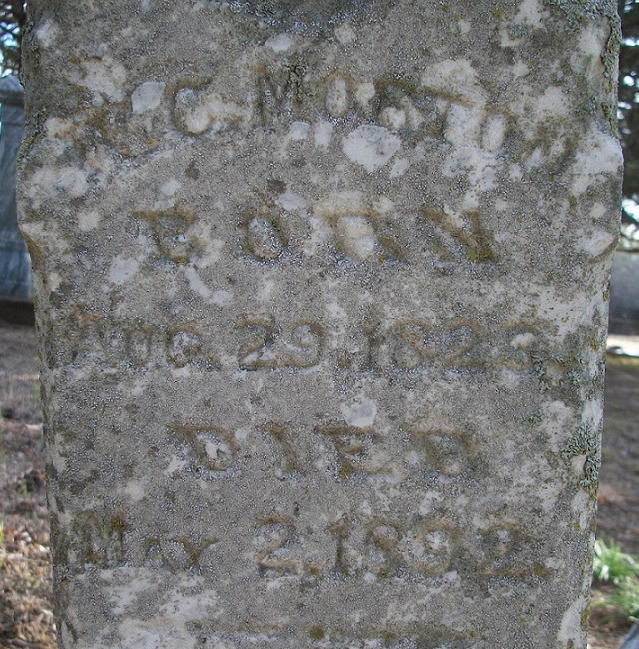 C. MORTON
BORN
AUG. 29, 1823
DIED
MAY 2, 1892